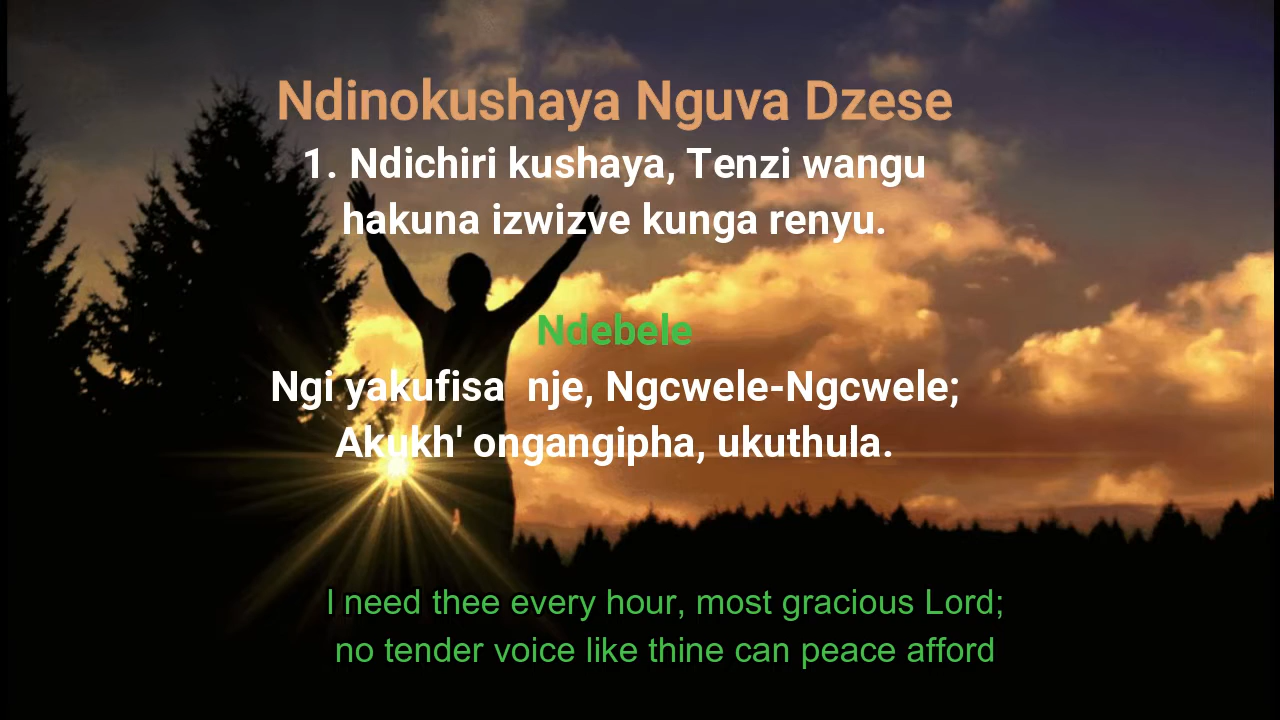 Ndinokushaya Nguva Dzese
1. Ndichiri kushaya, Tenzi wangu
hakuna izwizve kunga renyu.
Ndebele
Ngi yakufisa  nje, Ngcwele-Ngcwele;
Akukh' ongangipha, ukuthula.
I need thee every hour, most gracious Lord;
no tender voice like thine can peace afford